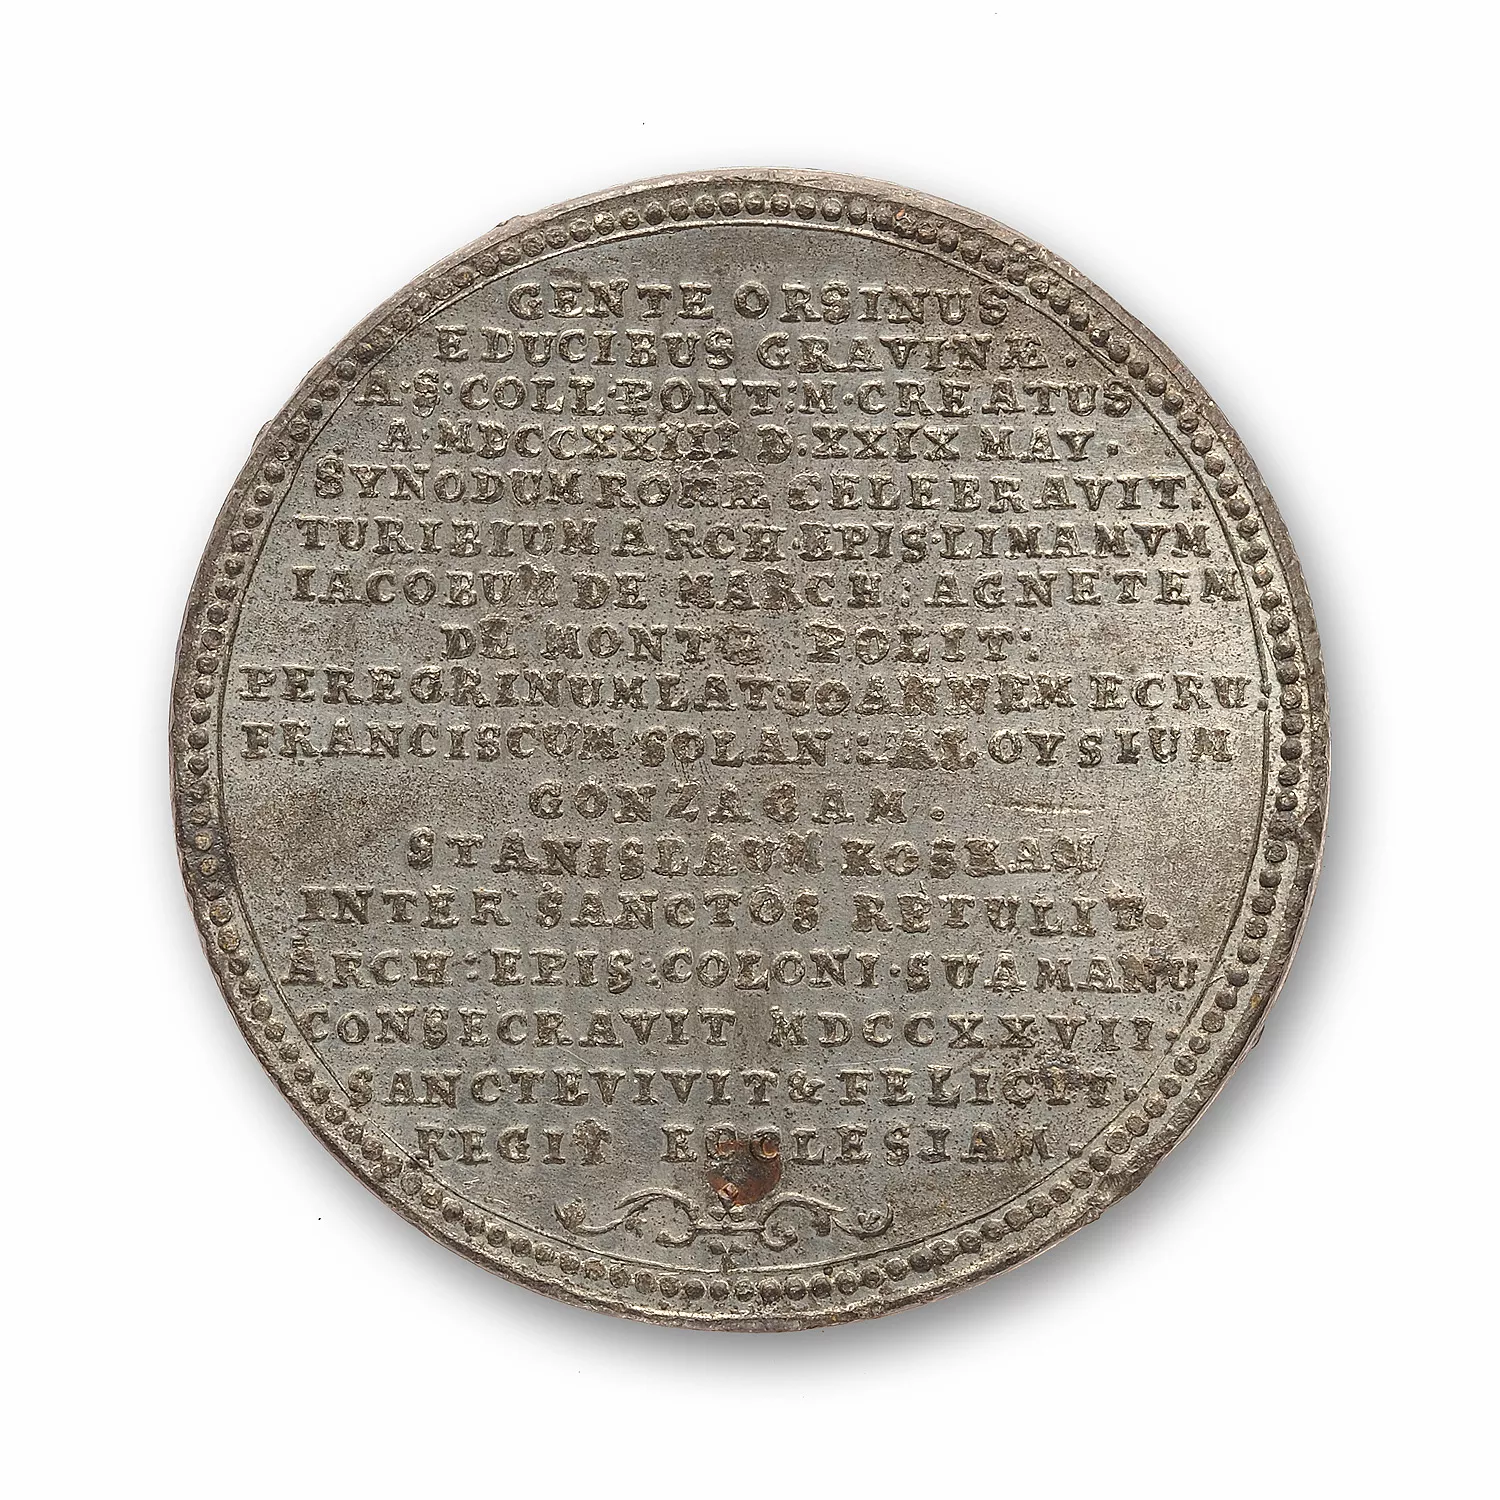 GENTE ORSINUS
E DUCIBUS GRAVINÆ.
A·S·COLL·PONT:M·CREATUS
A·MDCCXXIIII D:XXIX MAY.
SYNODUM ROMÆ CELEBRAVIT.
TURIBIUM ARCH·EPIS·LIMANVM
IACOBUM DE MARCH: AGNETEM
DE MONTE POLIT:
PEREGRINUM LAT:JOANNEM E CRU:
FRANCISCUM SOLAN: ALOYSIUM
GONZAGAM.
STANISLAUM KOSKAM
INTER SANCTOS RETULIT.
ARCH:EPIS:COLONI·SUA MANU
CONSECRAVIT MDCCXXVII.
SANCTE VIVIT & FELICIT.
REGIT ECCLESIAM.